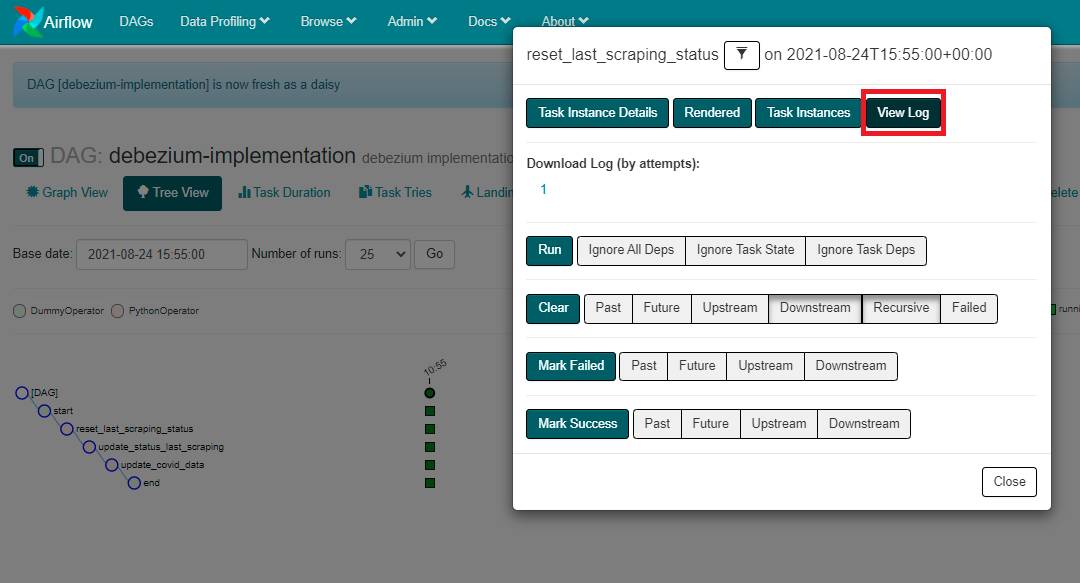 Airflow DAGs Data Profiling Browse Admin Docs About
reset_last_scraping_status on 2021-08-24T15:55:00+00:00
DAG [debezium-implementation] is now fresh as a daisy
Task Instance Details Rendered Task Instances View Log
On DAG: debezium-implementation debezium
Download Log (by attempts):
1
Graph View Tree View Task Duration Task Tries
Base date: 2021-08-24 15:55:00 Number of runs: 25 Go
Run Ignore All Deps Ignore Task State Ignore Task Deps
DummyOperator PythonOperator
Clear Past Future Upstream Downstream Recursive Failed
Mark Failed Past Future Upstream Downstream
10:55
[DAG]
start
reset_last_scraping_status
update_status_last_scraping
update_covid_data
end
Mark Success Past Future Upstream Downstream
Close